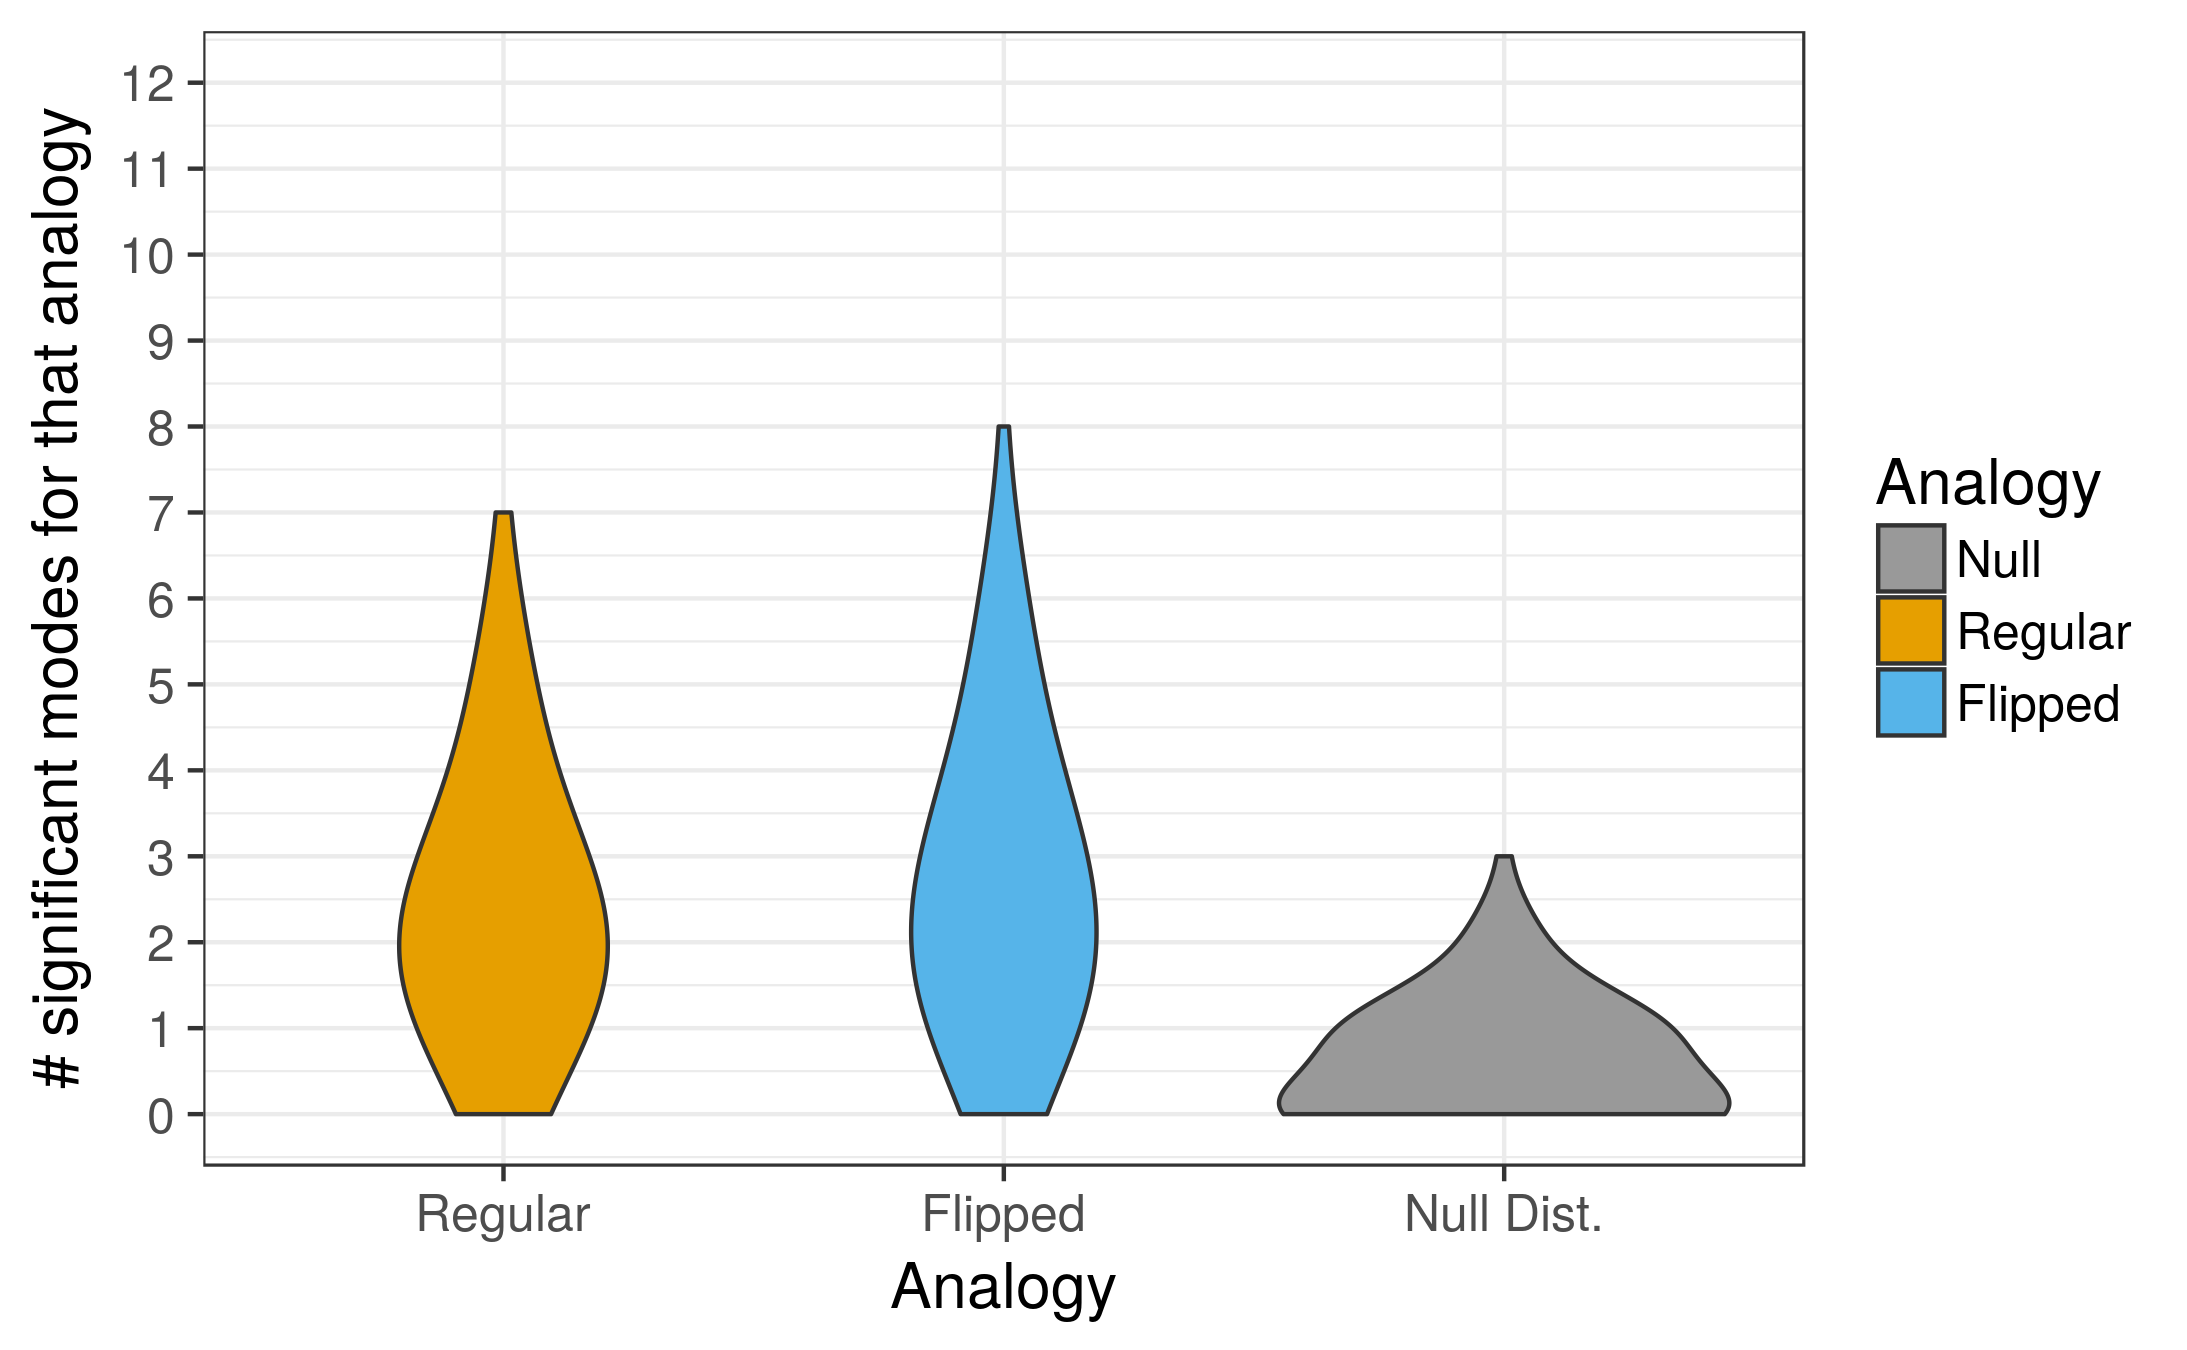 # significant modes for that analogy
12
11
10
9
8
7
6
5
4
3
2
1
0
Regular
Flipped
Null Dist.
Analogy
Analogy
Null
Regular
Flipped